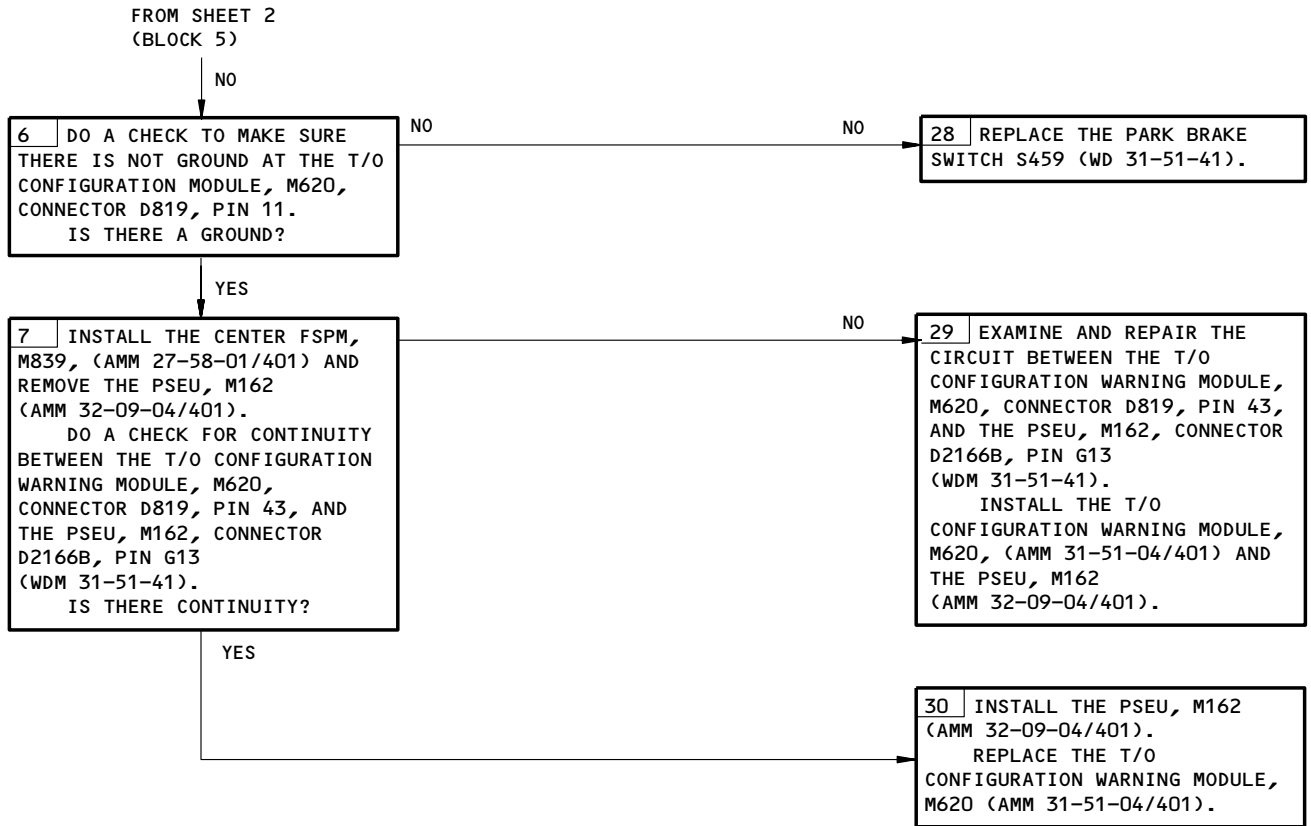 FROM SHEET 2
(BLOCK 5)
NO
6 DO A CHECK TO MAKE SURE
THERE IS NOT GROUND AT THE T/O
CONFIGURATION MODULE, M620,
CONNECTOR D819, PIN 11.
IS THERE A GROUND?
NO
NO
28 REPLACE THE PARK BRAKE
SWITCH S459 (WD 31-51-41).
YES
7 INSTALL THE CENTER FSPM,
M839, (AMM 27-58-01/401) AND
REMOVE THE PSEU, M162
(AMM 32-09-04/401).
DO A CHECK FOR CONTINUITY
BETWEEN THE T/O CONFIGURATION
WARNING MODULE, M620,
CONNECTOR D819, PIN 43, AND
THE PSEU, M162, CONNECTOR
D2166B, PIN G13
(WDM 31-51-41).
IS THERE CONTINUITY?
NO
29 EXAMINE AND REPAIR THE
CIRCUIT BETWEEN THE T/O
CONFIGURATION WARNING MODULE,
M620, CONNECTOR D819, PIN 43,
AND THE PSEU, M162, CONNECTOR
D2166B, PIN G13
(WDM 31-51-41).
INSTALL THE T/O
CONFIGURATION WARNING MODULE,
M620, (AMM 31-51-04/401) AND
THE PSEU, M162
(AMM 32-09-04/401).
YES
30 INSTALL THE PSEU, M162
(AMM 32-09-04/401).
REPLACE THE T/O
CONFIGURATION WARNING MODULE,
M620 (AMM 31-51-04/401).